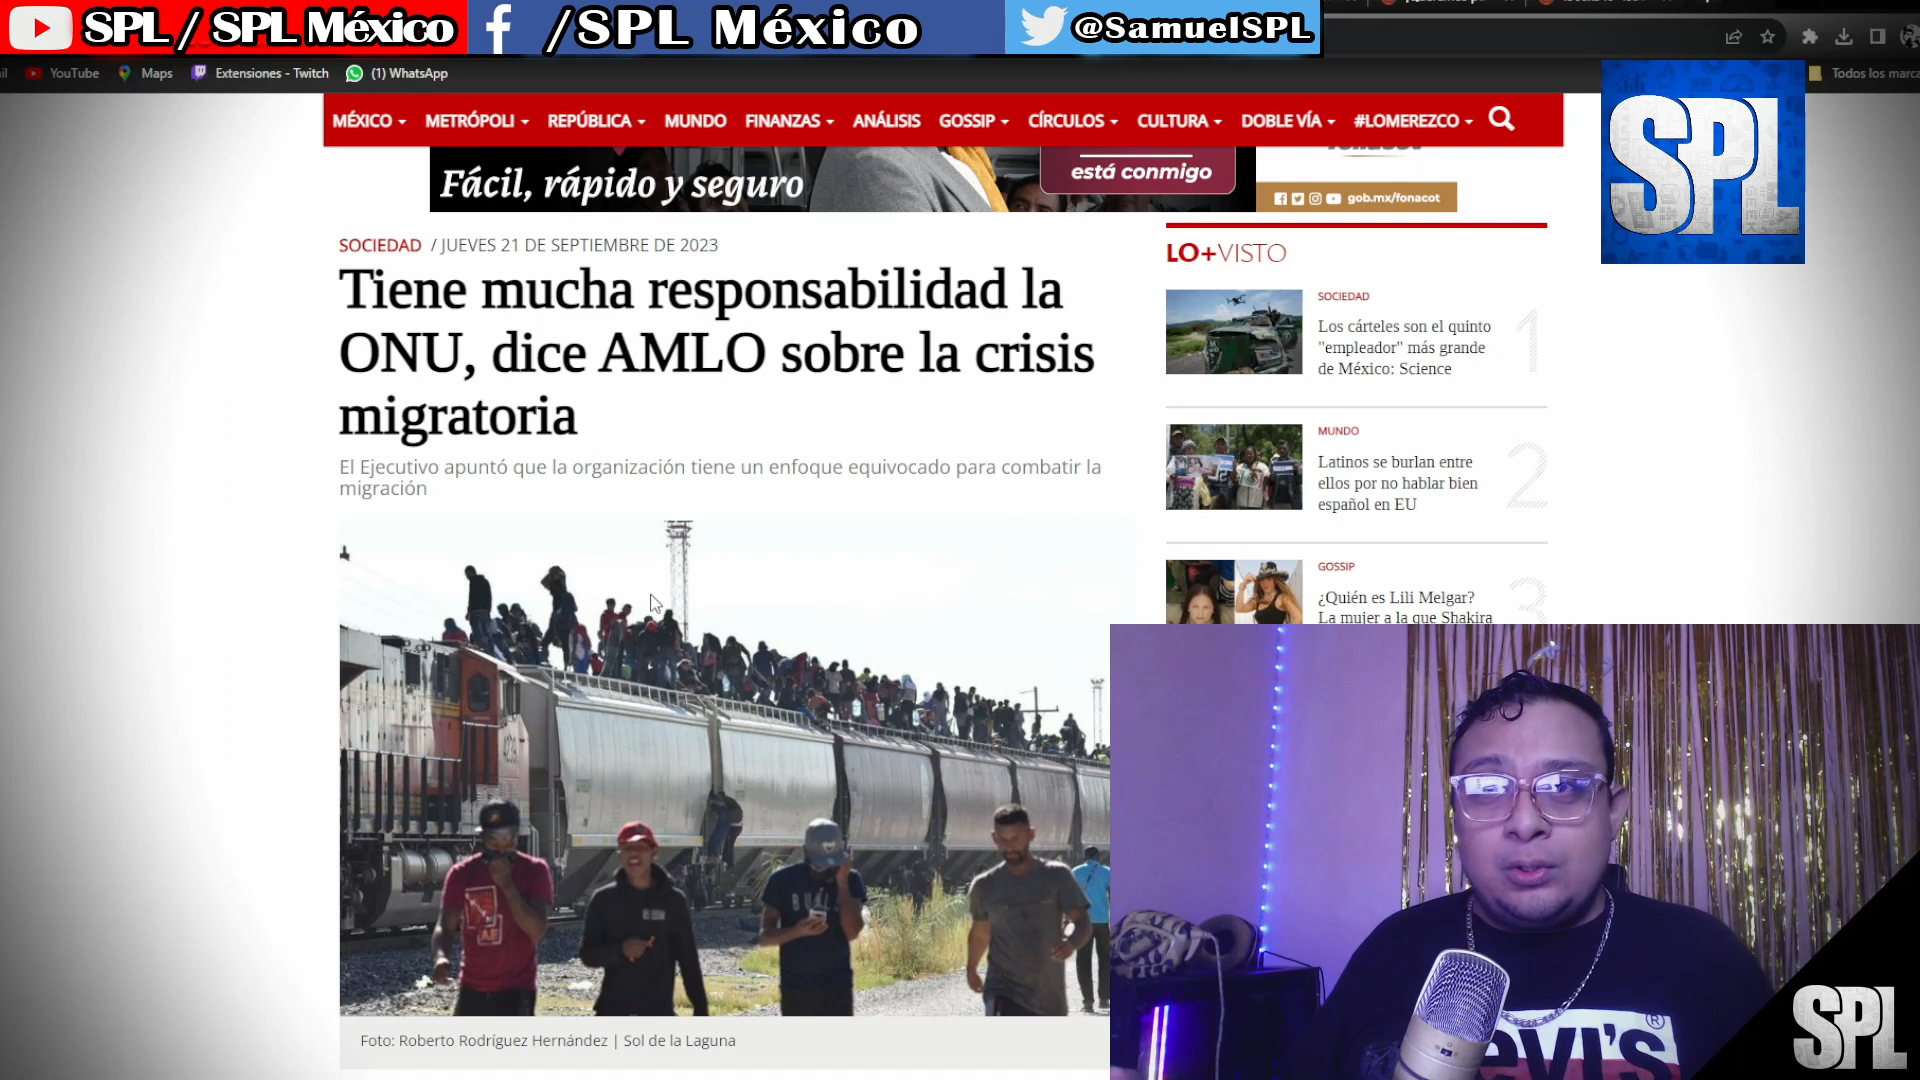 SPL / SPL México
/SPL México
@SamuelSPL
YouTube
Maps
Extensiones - Twitch
(1) WhatsApp
Todos los
SPL
MÉXICO
METRÓPOLI
REPÚBLICA
MUNDO
FINANZAS
ANÁLISIS
GOSSIP
CÍRCULOS
CULTURA
DOBLE VÍA
#LOMEREZCO
Fácil, rápido y seguro
está conmigo
gob.mx/fonacot
SOCIEDAD / JUEVES 21 DE SEPTIEMBRE DE 2023
Tiene mucha responsabilidad la
ONU, dice AMLO sobre la crisis
migratoria
El Ejecutivo apuntó que la organización tiene un enfoque equivocado para combatir la
migración
Foto: Roberto Rodríguez Hernández | Sol de la Laguna
LO+VISTO
SOCIEDAD
Los cárteles son el quinto
"empleador" más grande
de México: Science
1
MUNDO
Latinos se burlan entre
ellos por no hablar bien
español en EU
2
GOSSIP
¿Quién es Lili Melgar?
La mujer a la que Shakira
3
SPL